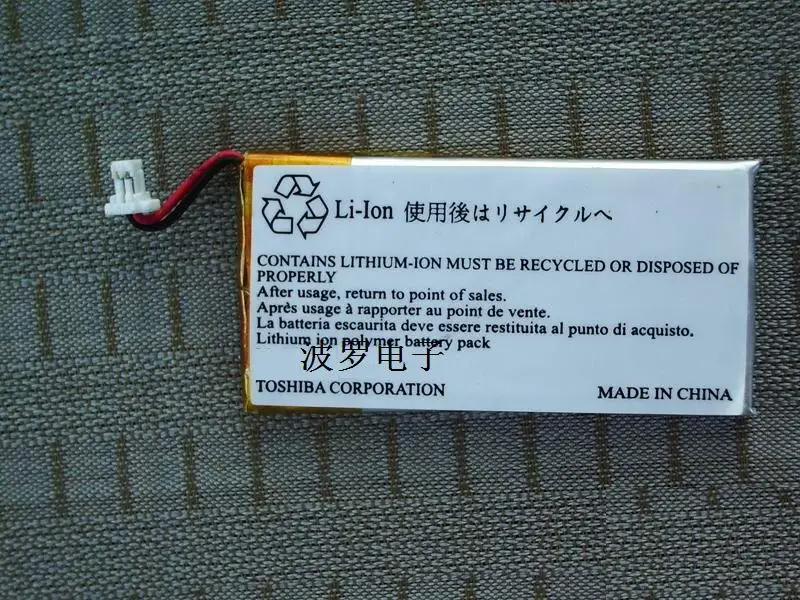 Li-Ion 使用後はリサイクルへ
CONTAINS LITHIUM-ION MUST BE RECYCLED OR DISPOSED OF
PROPERLY
After usage, return to point of sales.
Après usage à rapporter au point de vente.
La batteria escaurita deve essere restituita al punto di acquisto.
Lithium ion polymer battery pack
波罗电子
TOSHIBA CORPORATION MADE IN CHINA